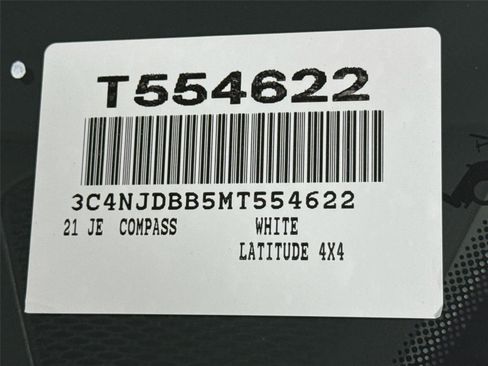 T554622
3C4NJDBB5MT554622
21 JE COMPASS WHITE
LATITUDE 4X4